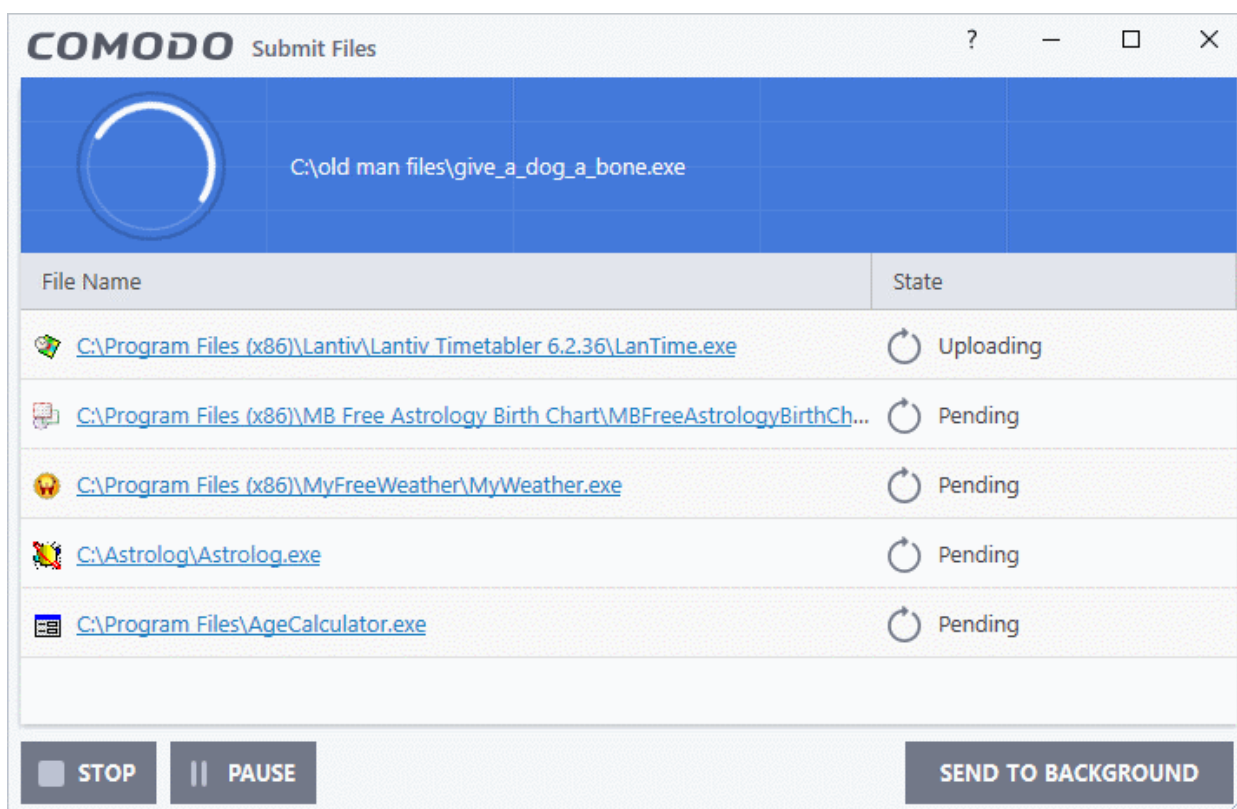 COMODO Submit Files
C:\old man files\give_a_dog_a_bone.exe
File Name State
C:\Program Files (x86)\Lantiv\Lantiv Timetabler 6.2.36\LanTime.exe Uploading
C:\Program Files (x86)\MB Free Astrology Birth Chart\MBFreeAstrologyBirthCh... Pending
C:\Program Files (x86)\MyFreeWeather\MyWeather.exe Pending
C:\Astrolog\Astrolog.exe Pending
C:\Program Files\AgeCalculator.exe Pending
STOP PAUSE SEND TO BACKGROUND